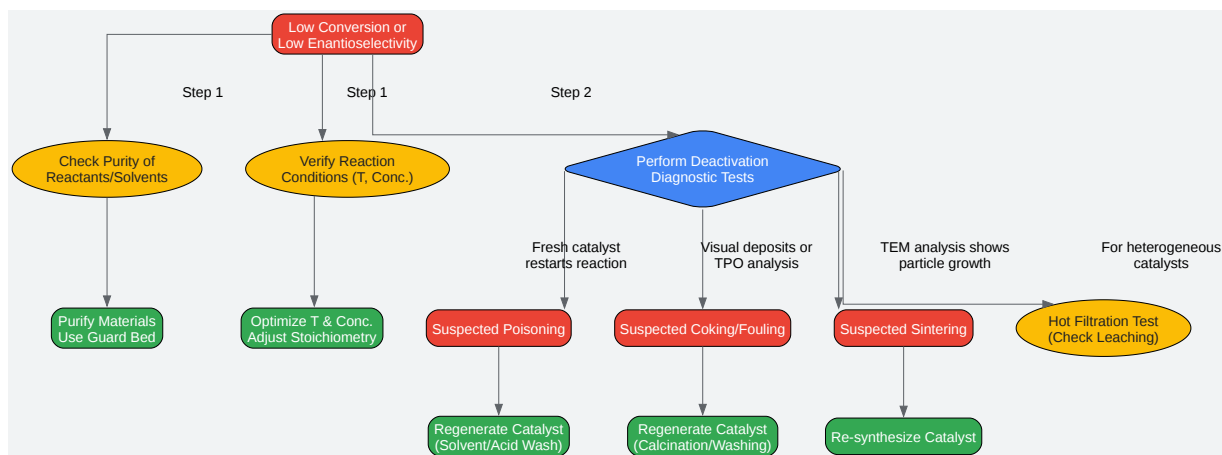 Low Conversion or
Low Enantioselectivity
Step 1
Step 1
Step 2
Check Purity of
Reactants/Solvents
Verify Reaction
Conditions (T, Conc.)
Perform Deactivation
Diagnostic Tests
Fresh catalyst
restarts reaction
Visual deposits or
TPO analysis
TEM analysis shows
particle growth
For heterogeneous
catalysts
Purify Materials
Use Guard Bed
Optimize T & Conc.
Adjust Stoichiometry
Suspected Poisoning
Suspected Coking/Fouling
Suspected Sintering
Hot Filtration Test
(Check Leaching)
Regenerate Catalyst
(Solvent/Acid Wash)
Regenerate Catalyst
(Calcination/Washing)
Re-synthesize Catalyst